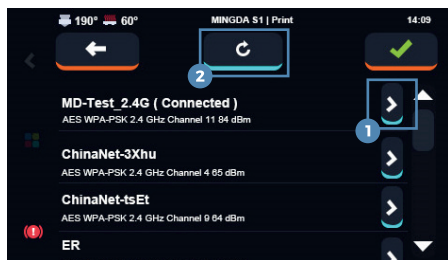 190° 60° MINGDA S1 | Print 14:09
2
MD-Test_2.4G ( Connected )
AES WPA-PSK 2.4 GHz Channel 11 84 dBm
1
ChinaNet-3Xhu
AES WPA-PSK 2.4 GHz Channel 4 65 dBm
ChinaNet-tsEt
AES WPA-PSK 2.4 GHz Channel 9 64 dBm
ER